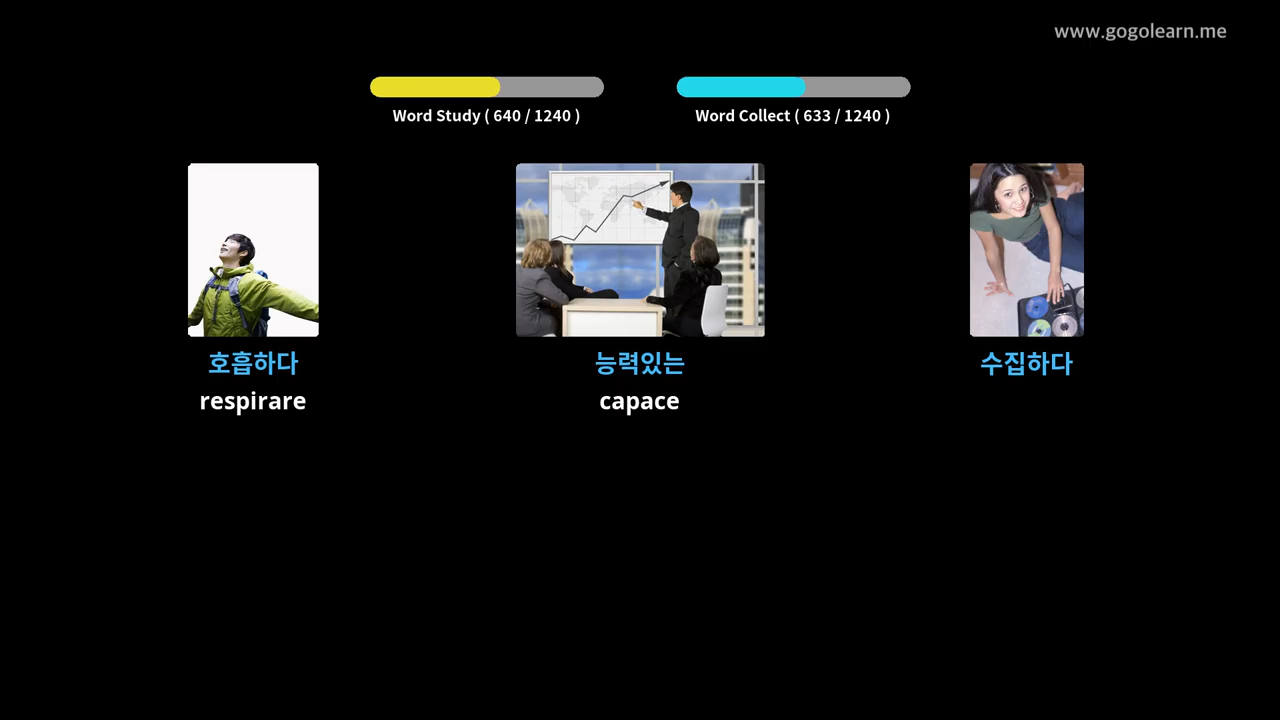 www.gogolearn.me
Word Study ( 640 / 1240 )
Word Collect ( 633 / 1240 )
호흡하다
respirare
능력있는
capace
수집하다